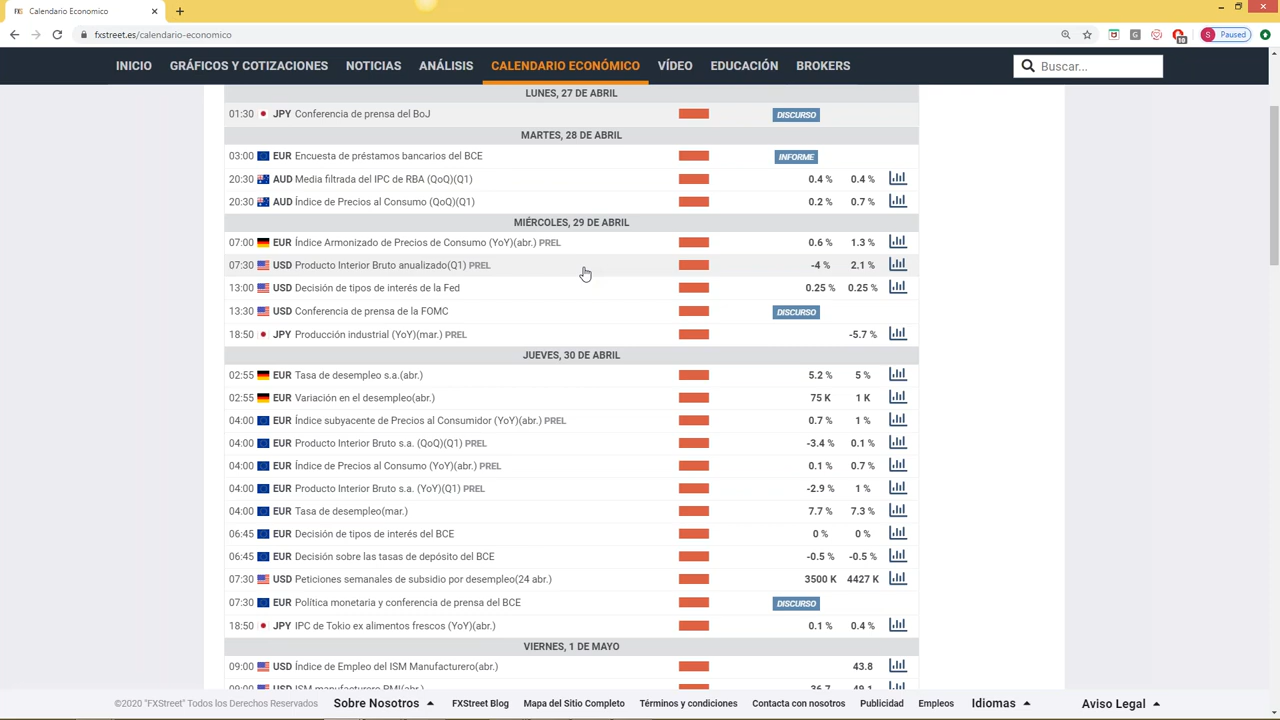 Calendario Economico
fxstreet.es/calendario-economico
Paused
INICIO GRÁFICOS Y COTIZACIONES NOTICIAS ANÁLISIS CALENDARIO ECONÓMICO VÍDEO EDUCACIÓN BROKERS Buscar...
LUNES, 27 DE ABRIL
01:30 JPY Conferencia de prensa del BoJ DISCURSO
MARTES, 28 DE ABRIL
03:00 EUR Encuesta de préstamos bancarios del BCE INFORME
20:30 AUD Media filtrada del IPC de RBA (QoQ)(Q1) 0.4 % 0.4 %
20:30 AUD Índice de Precios al Consumo (QoQ)(Q1) 0.2 % 0.7 %
MIÉRCOLES, 29 DE ABRIL
07:00 EUR Índice Armonizado de Precios de Consumo (YoY)(abr.) PREL 0.6 % 1.3 %
07:30 USD Producto Interior Bruto anualizado(Q1) PREL -4 % 2.1 %
13:00 USD Decisión de tipos de interés de la Fed 0.25 % 0.25 %
13:30 USD Conferencia de prensa de la FOMC DISCURSO
18:50 JPY Producción industrial (YoY)(mar.) PREL -5.7 %
JUEVES, 30 DE ABRIL
02:55 EUR Tasa de desempleo s.a.(abr.) 5.2 % 5 %
02:55 EUR Variación en el desempleo(abr.) 75 K 1 K
04:00 EUR Índice subyacente de Precios al Consumidor (YoY)(abr.) PREL 0.7 % 1 %
04:00 EUR Producto Interior Bruto s.a. (QoQ)(Q1) PREL -3.4 % 0.1 %
04:00 EUR Índice de Precios al Consumo (YoY)(abr.) PREL 0.1 % 0.7 %
04:00 EUR Producto Interior Bruto s.a. (YoY)(Q1) PREL -2.9 % 1 %
04:00 EUR Tasa de desempleo(mar.) 7.7 % 7.3 %
06:45 EUR Decisión de tipos de interés del BCE 0 % 0 %
06:45 EUR Decisión sobre las tasas de depósito del BCE -0.5 % -0.5 %
07:30 USD Peticiones semanales de subsidio por desempleo(24 abr.) 3500 K 4427 K
07:30 EUR Política monetaria y conferencia de prensa del BCE DISCURSO
18:50 JPY IPC de Tokio ex alimentos frescos (YoY)(abr.) 0.1 % 0.4 %
VIERNES, 1 DE MAYO
09:00 USD Índice de Empleo del ISM Manufacturero(abr.) 43.8
09:00 USD ISM manufacturero PMI(abr.) 36.7 49.1
©2020 "FXStreet" Todos los Derechos Reservados Sobre Nosotros FXStreet Blog Mapa del Sitio Completo Términos y condiciones Contacta con nosotros Publicidad Empleos Idiomas Aviso Legal